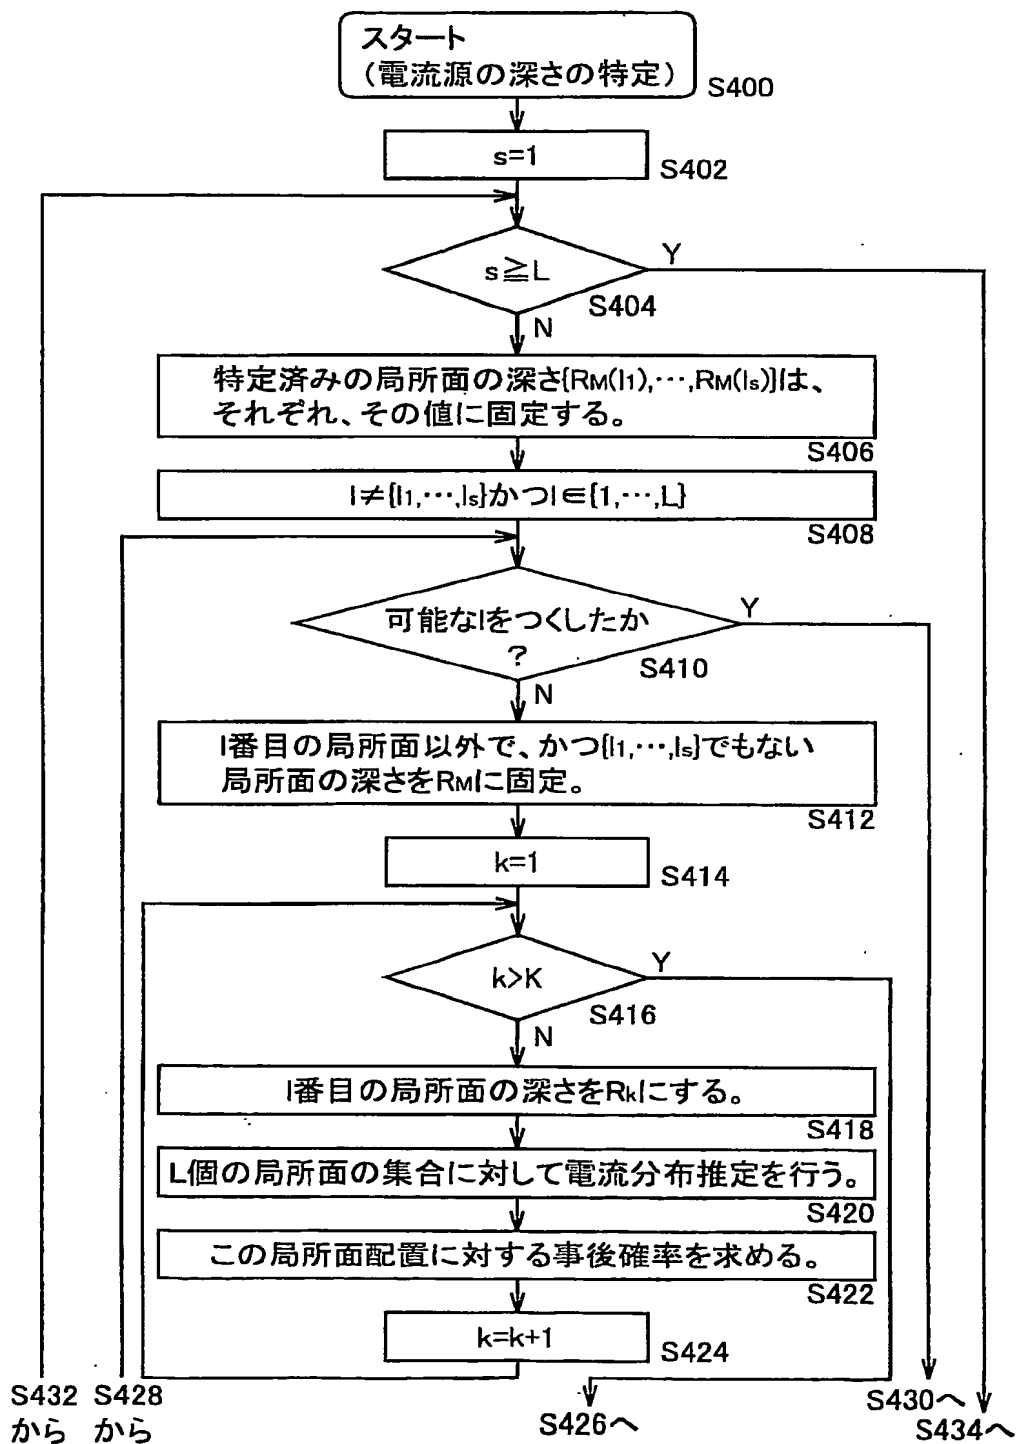 スタート
(電流源の深さの特定)
S400
s=1
S402
s≧L
Y
S404
N
特定済みの局所面の深さ{RM(l1),…,RM(ls)}は、
それぞれ、その値に固定する。
S406
l≠{l1,…,ls}かつl∈{1,…,L}
S408
可能なlをつくしたか
?
Y
S410
N
l番目の局所面以外で、かつ{l1,…,ls}でもない
局所面の深さをRMに固定。
S412
k=1
S414
k>K
Y
S416
N
l番目の局所面の深さをRkにする。
S418
L個の局所面の集合に対して電流分布推定を行う。
S420
この局所面配置に対する事後確率を求める。
S422
k=k+1
S424
S432
から
S428
から
S426へ
S430へ
S434へ